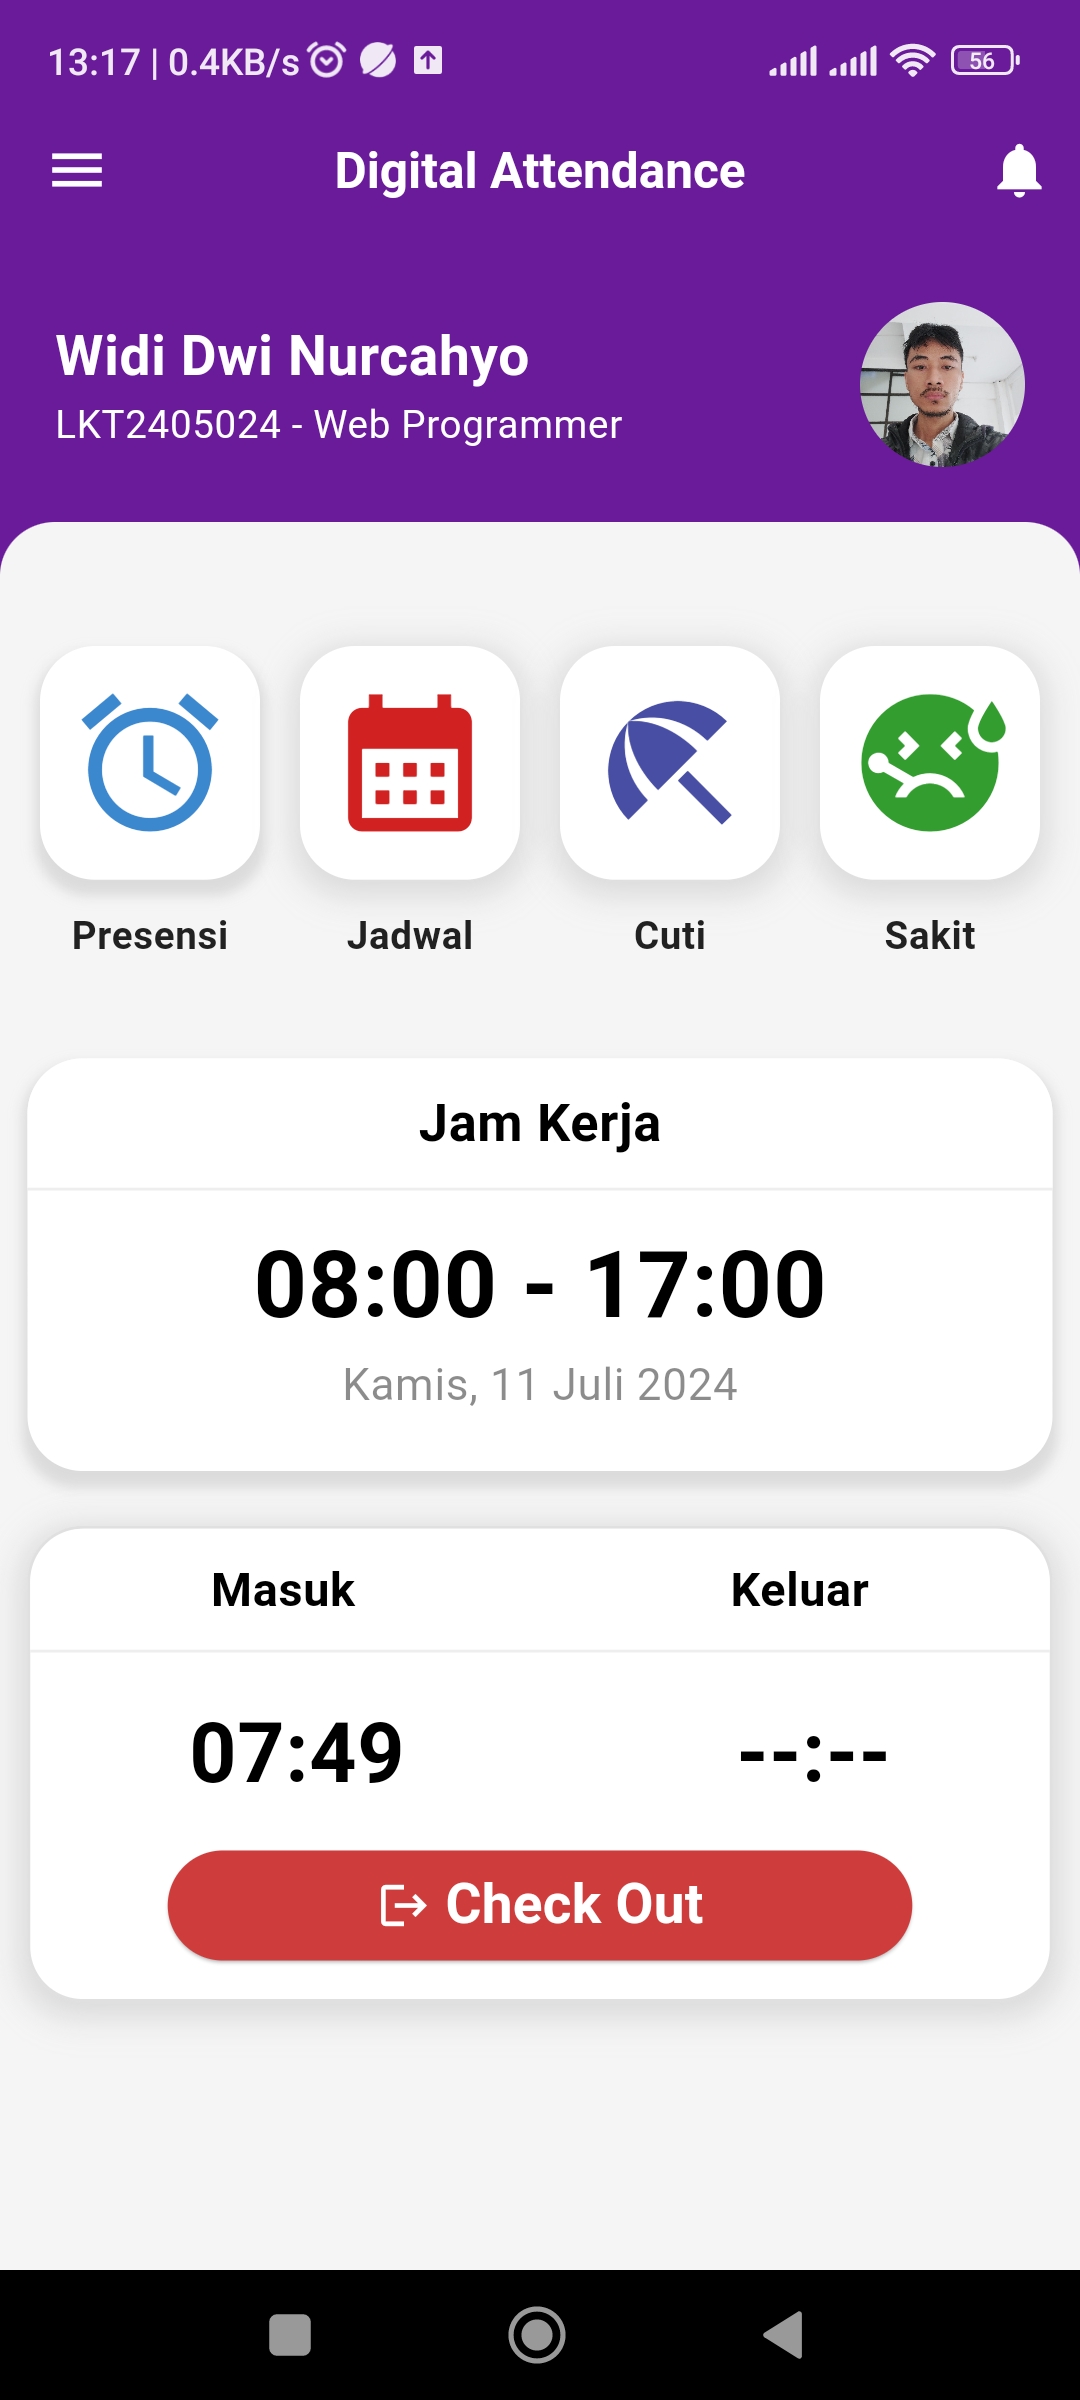 13:17 | 0.4KB/s
56
Digital Attendance
Widi Dwi Nurcahyo
LKT2405024 - Web Programmer
Presensi Jadwal Cuti Sakit
Jam Kerja
08:00 - 17:00
Kamis, 11 Juli 2024
Masuk Keluar
07:49 --:--
Check Out